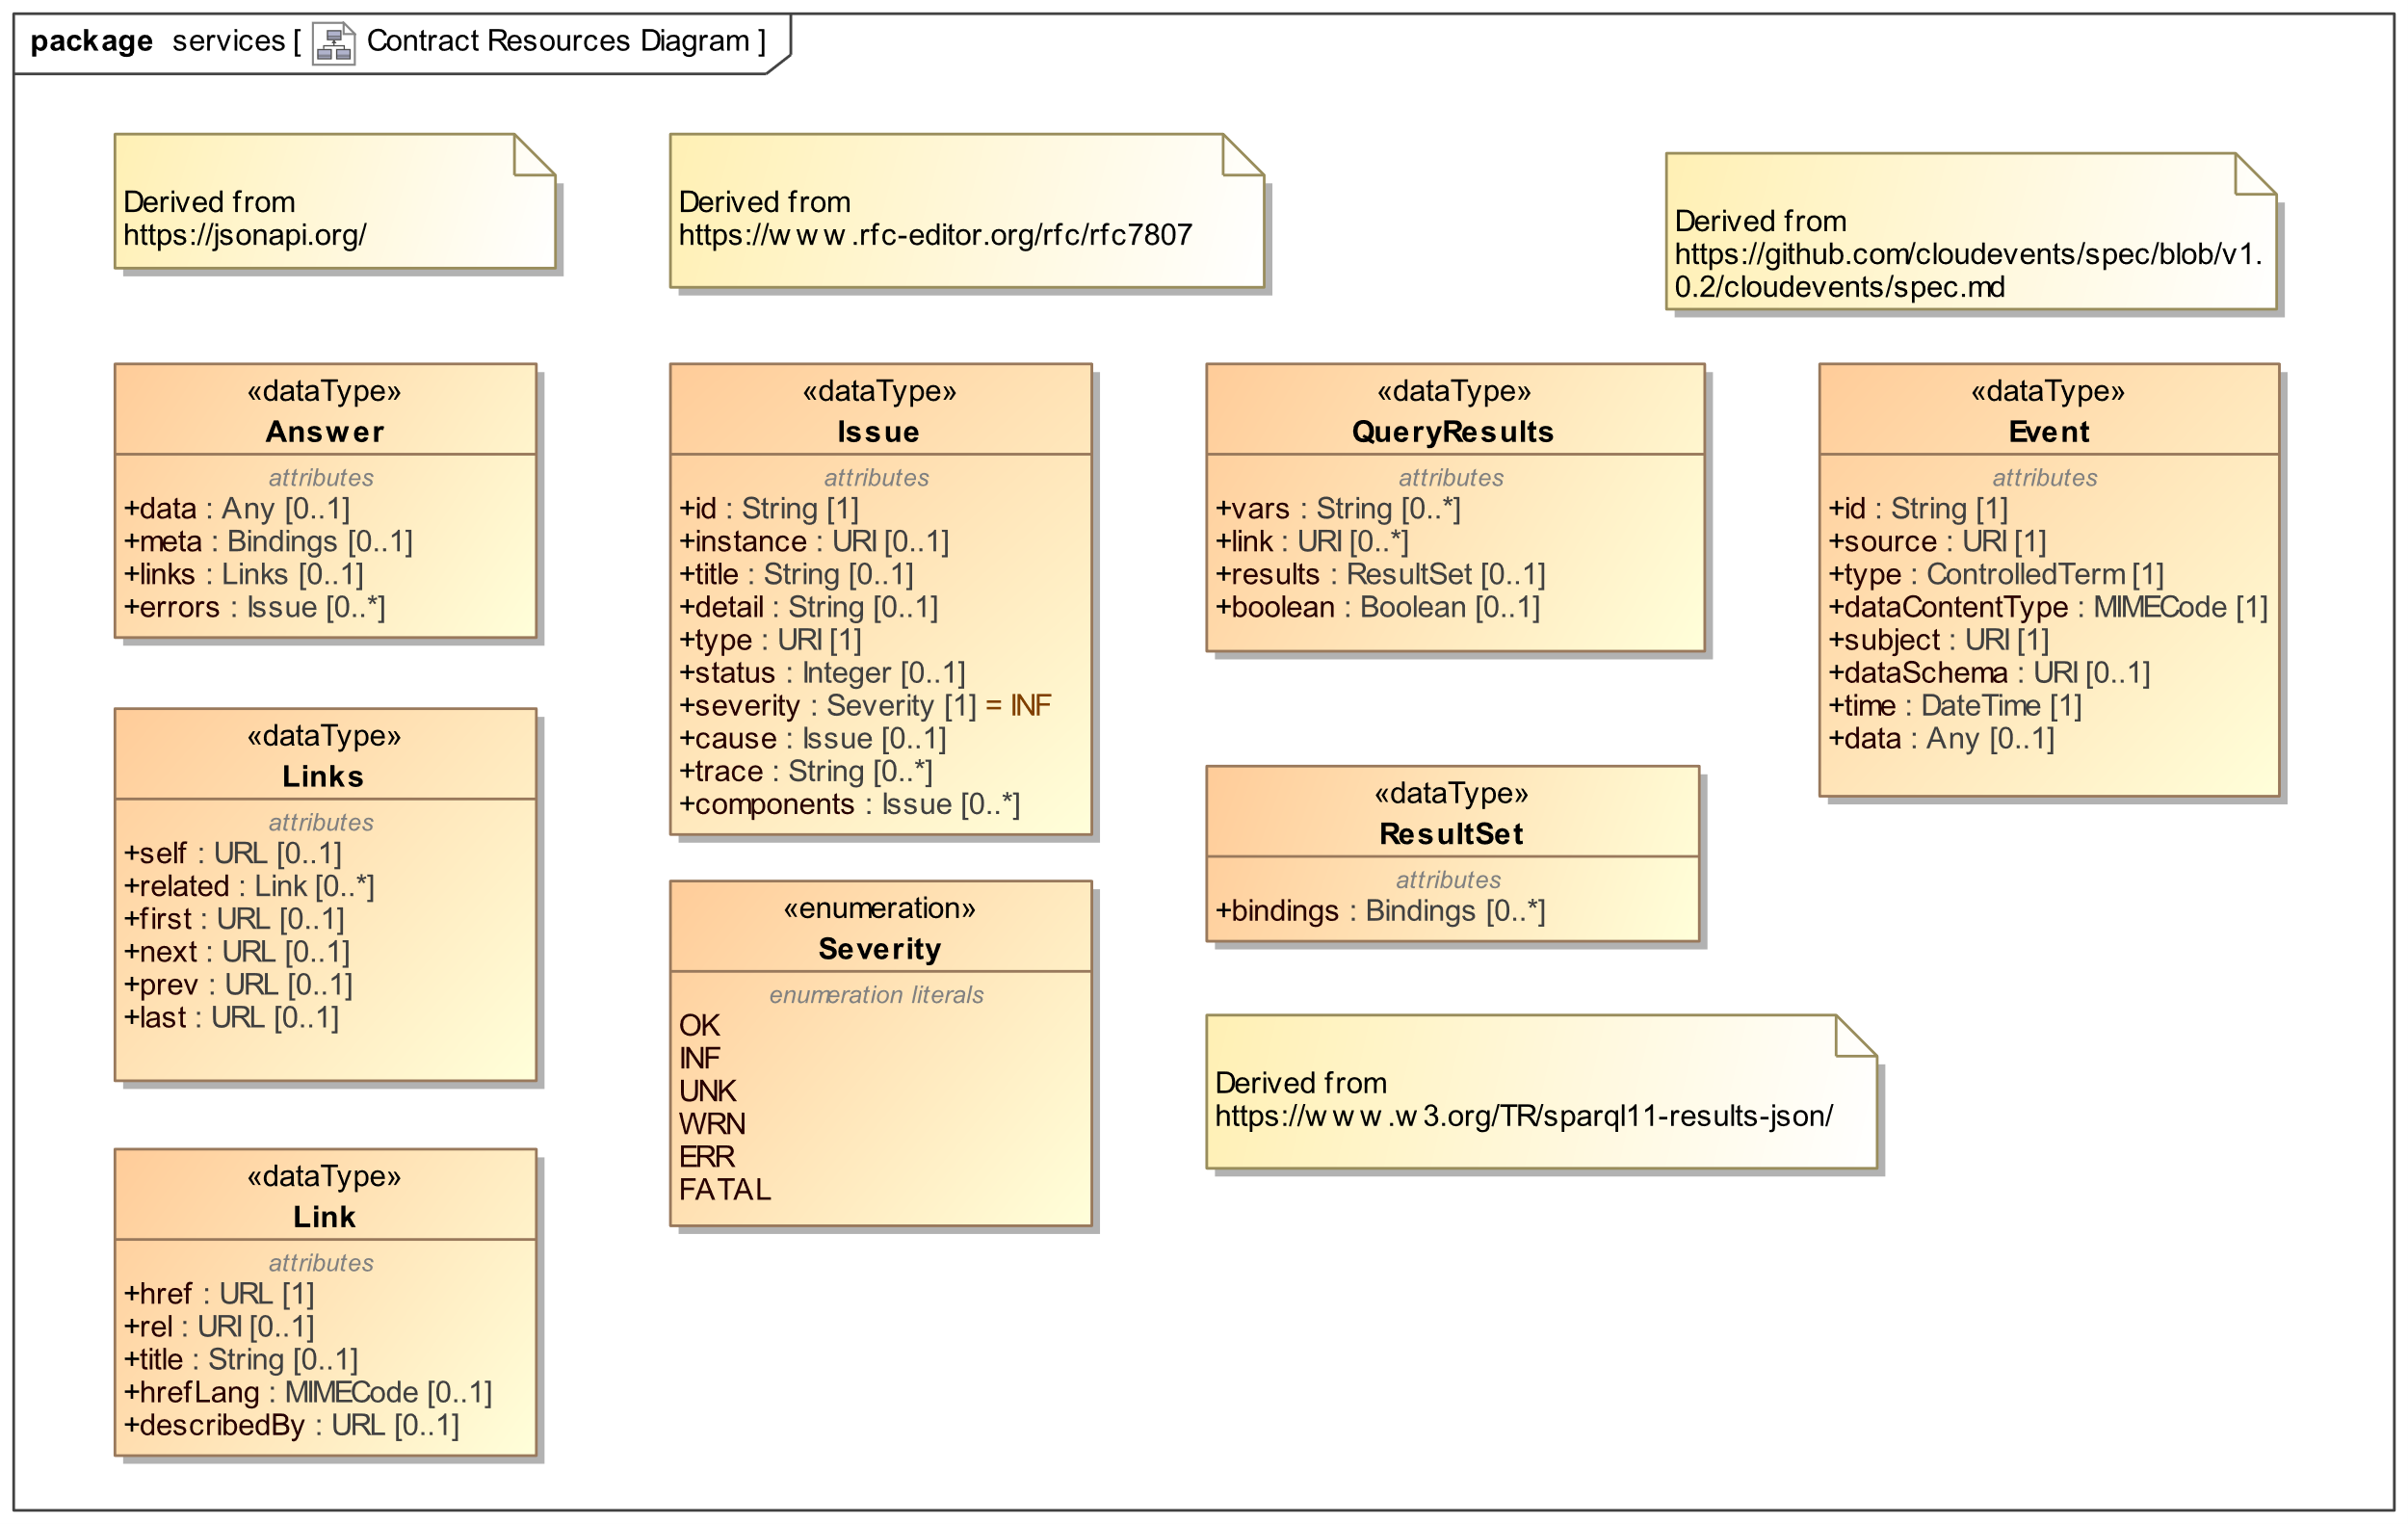 package services [ Contract Resources Diagram ]
Derived from
https://jsonapi.org/
Derived from
https://www.rfc-editor.org/rfc/rfc7807
Derived from
https://github.com/cloudevents/spec/blob/v1.
0.2/cloudevents/spec.md
«dataType»
Answer
attributes
+data : Any [0..1]
+meta : Bindings [0..1]
+links : Links [0..1]
+errors : Issue [0..*]
«dataType»
Links
attributes
+self : URL [0..1]
+related : Link [0..*]
+first : URL [0..1]
+next : URL [0..1]
+prev : URL [0..1]
+last : URL [0..1]
«dataType»
Link
attributes
+href : URL [1]
+rel : URI [0..1]
+title : String [0..1]
+hrefLang : MIMECode [0..1]
+describedBy : URL [0..1]
«dataType»
Issue
attributes
+id : String [1]
+instance : URI [0..1]
+title : String [0..1]
+detail : String [0..1]
+type : URI [1]
+status : Integer [0..1]
+severity : Severity [1] = INF
+cause : Issue [0..1]
+trace : String [0..*]
+components : Issue [0..*]
«enumeration»
Severity
enumeration literals
OK
INF
UNK
WRN
ERR
FATAL
«dataType»
QueryResults
attributes
+vars : String [0..*]
+link : URI [0..*]
+results : ResultSet [0..1]
+boolean : Boolean [0..1]
«dataType»
ResultSet
attributes
+bindings : Bindings [0..*]
Derived from
https://www.w3.org/TR/sparql11-results-json/
«dataType»
Event
attributes
+id : String [1]
+source : URI [1]
+type : ControlledTerm [1]
+dataContentType : MIMECode [1]
+subject : URI [1]
+dataSchema : URI [0..1]
+time : DateTime [1]
+data : Any [0..1]